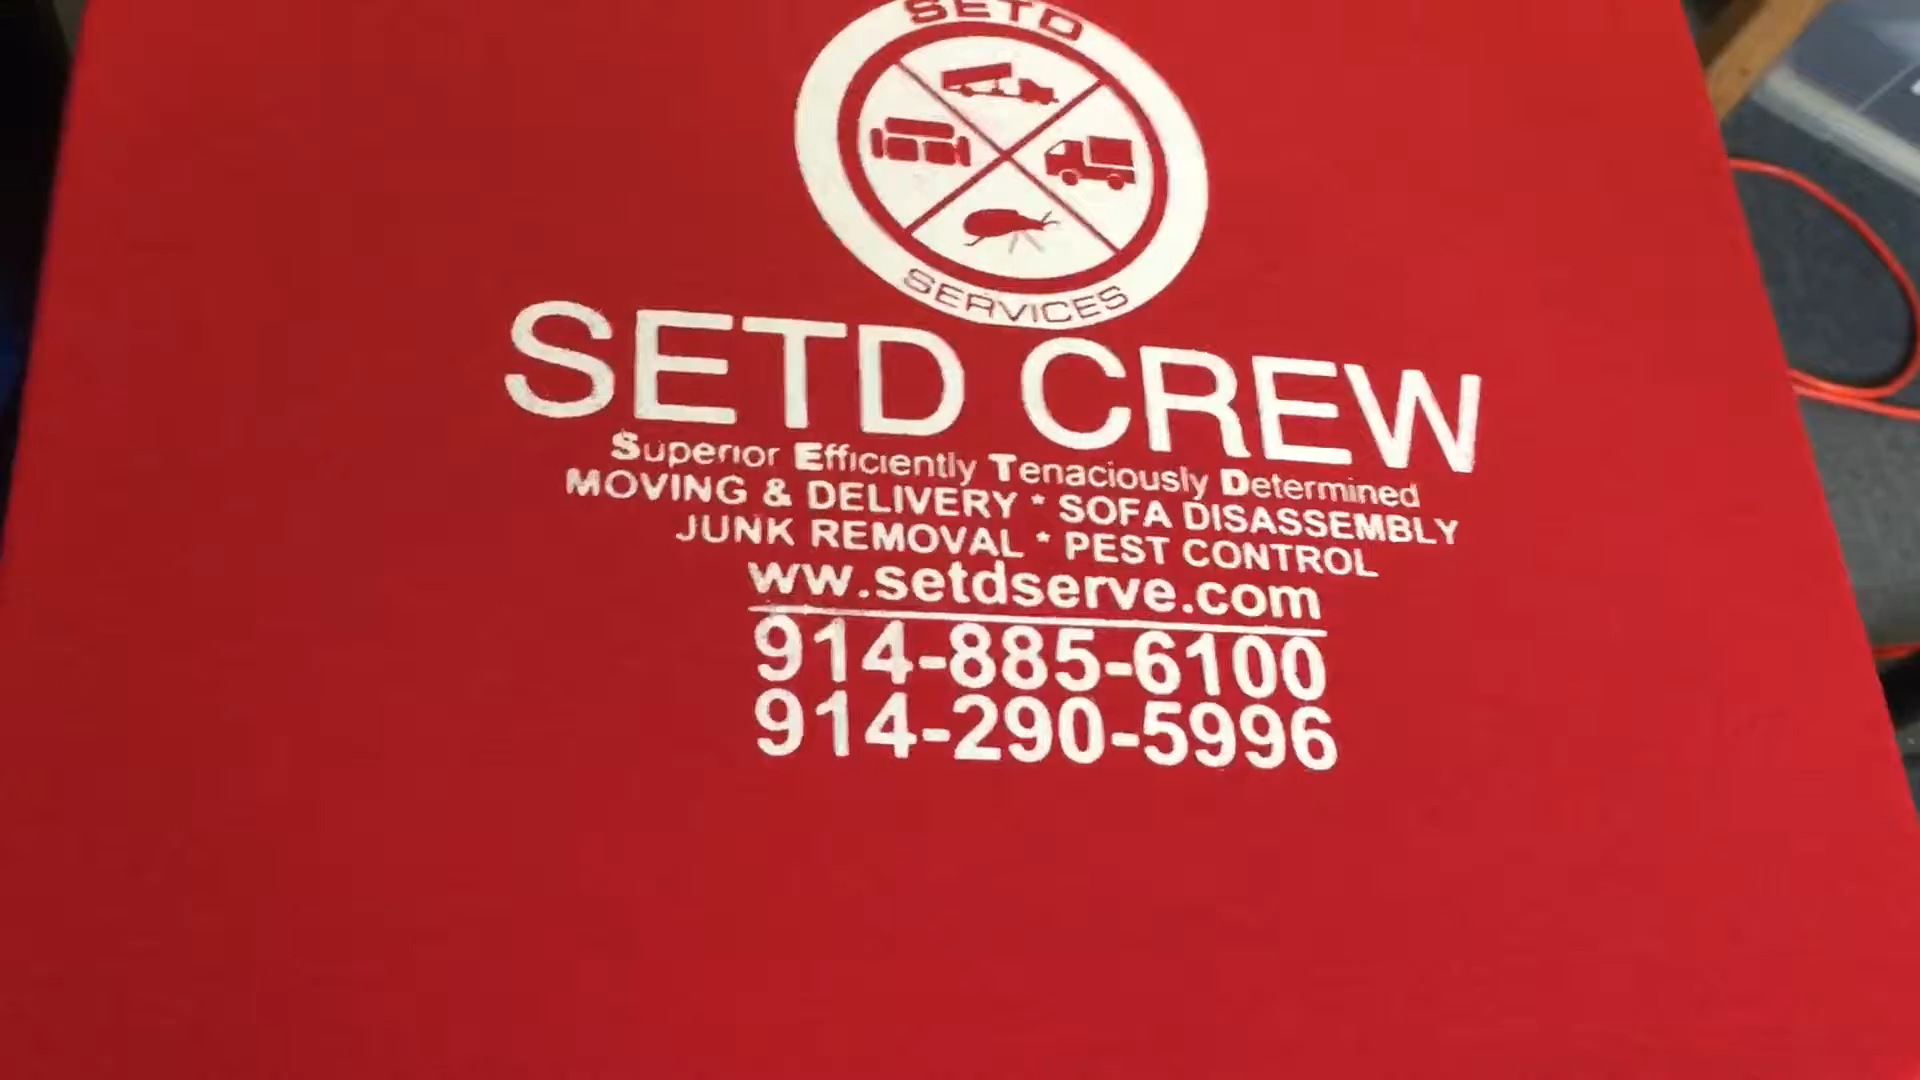 SETD
SERVICES
SETD CREW
Superior Efficiently Tenaciously Determined
MOVING & DELIVERY * SOFA DISASSEMBLY
JUNK REMOVAL * PEST CONTROL
ww.setdserve.com
914-885-6100
914-290-5996